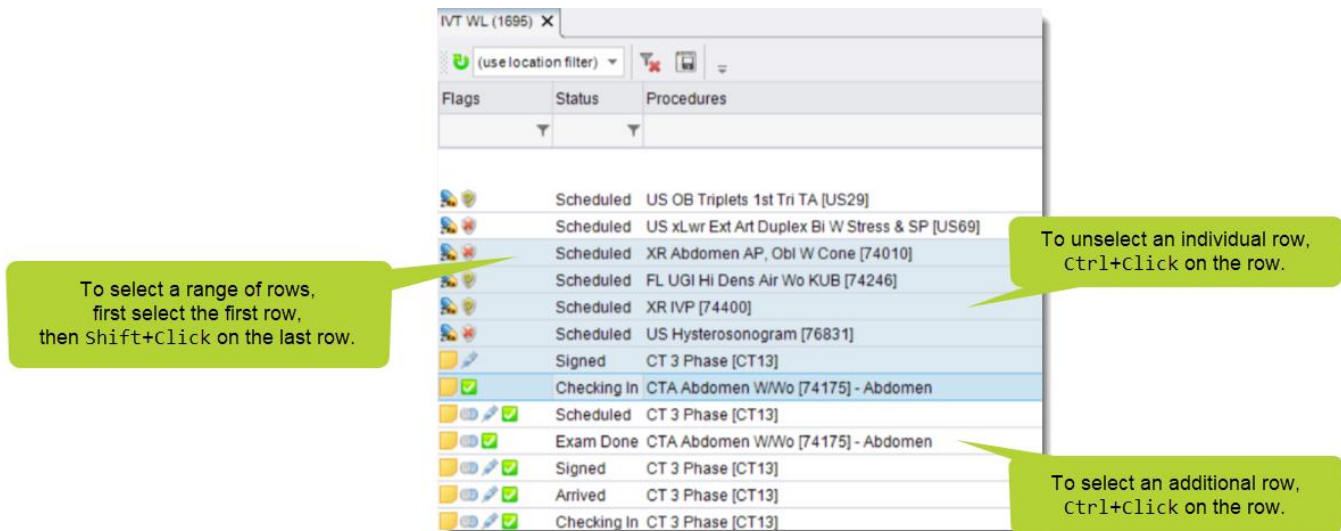 IVT WL (1695) X
(use location filter)
Flags Status Procedures
Scheduled US OB Triplets 1st Tri TA [US29]
Scheduled US xLwr Ext Art Duplex Bi W Stress & SP [US69]
Scheduled XR Abdomen AP, Obl W Cone [74010]
Scheduled FL UGI Hi Dens Air Wo KUB [74246]
Scheduled XR IVP [74400]
Scheduled US Hysterosonogram [76831]
Signed CT 3 Phase [CT13]
Checking In CTA Abdomen W/Wo [74175] - Abdomen
Scheduled CT 3 Phase [CT13]
Exam Done CTA Abdomen W/Wo [74175] - Abdomen
Signed CT 3 Phase [CT13]
Arrived CT 3 Phase [CT13]
Checking In CT 3 Phase [CT13]
To select a range of rows,
first select the first row,
then Shift+Click on the last row.
To unselect an individual row,
Ctrl+Click on the row.
To select an additional row,
Ctrl+Click on the row.